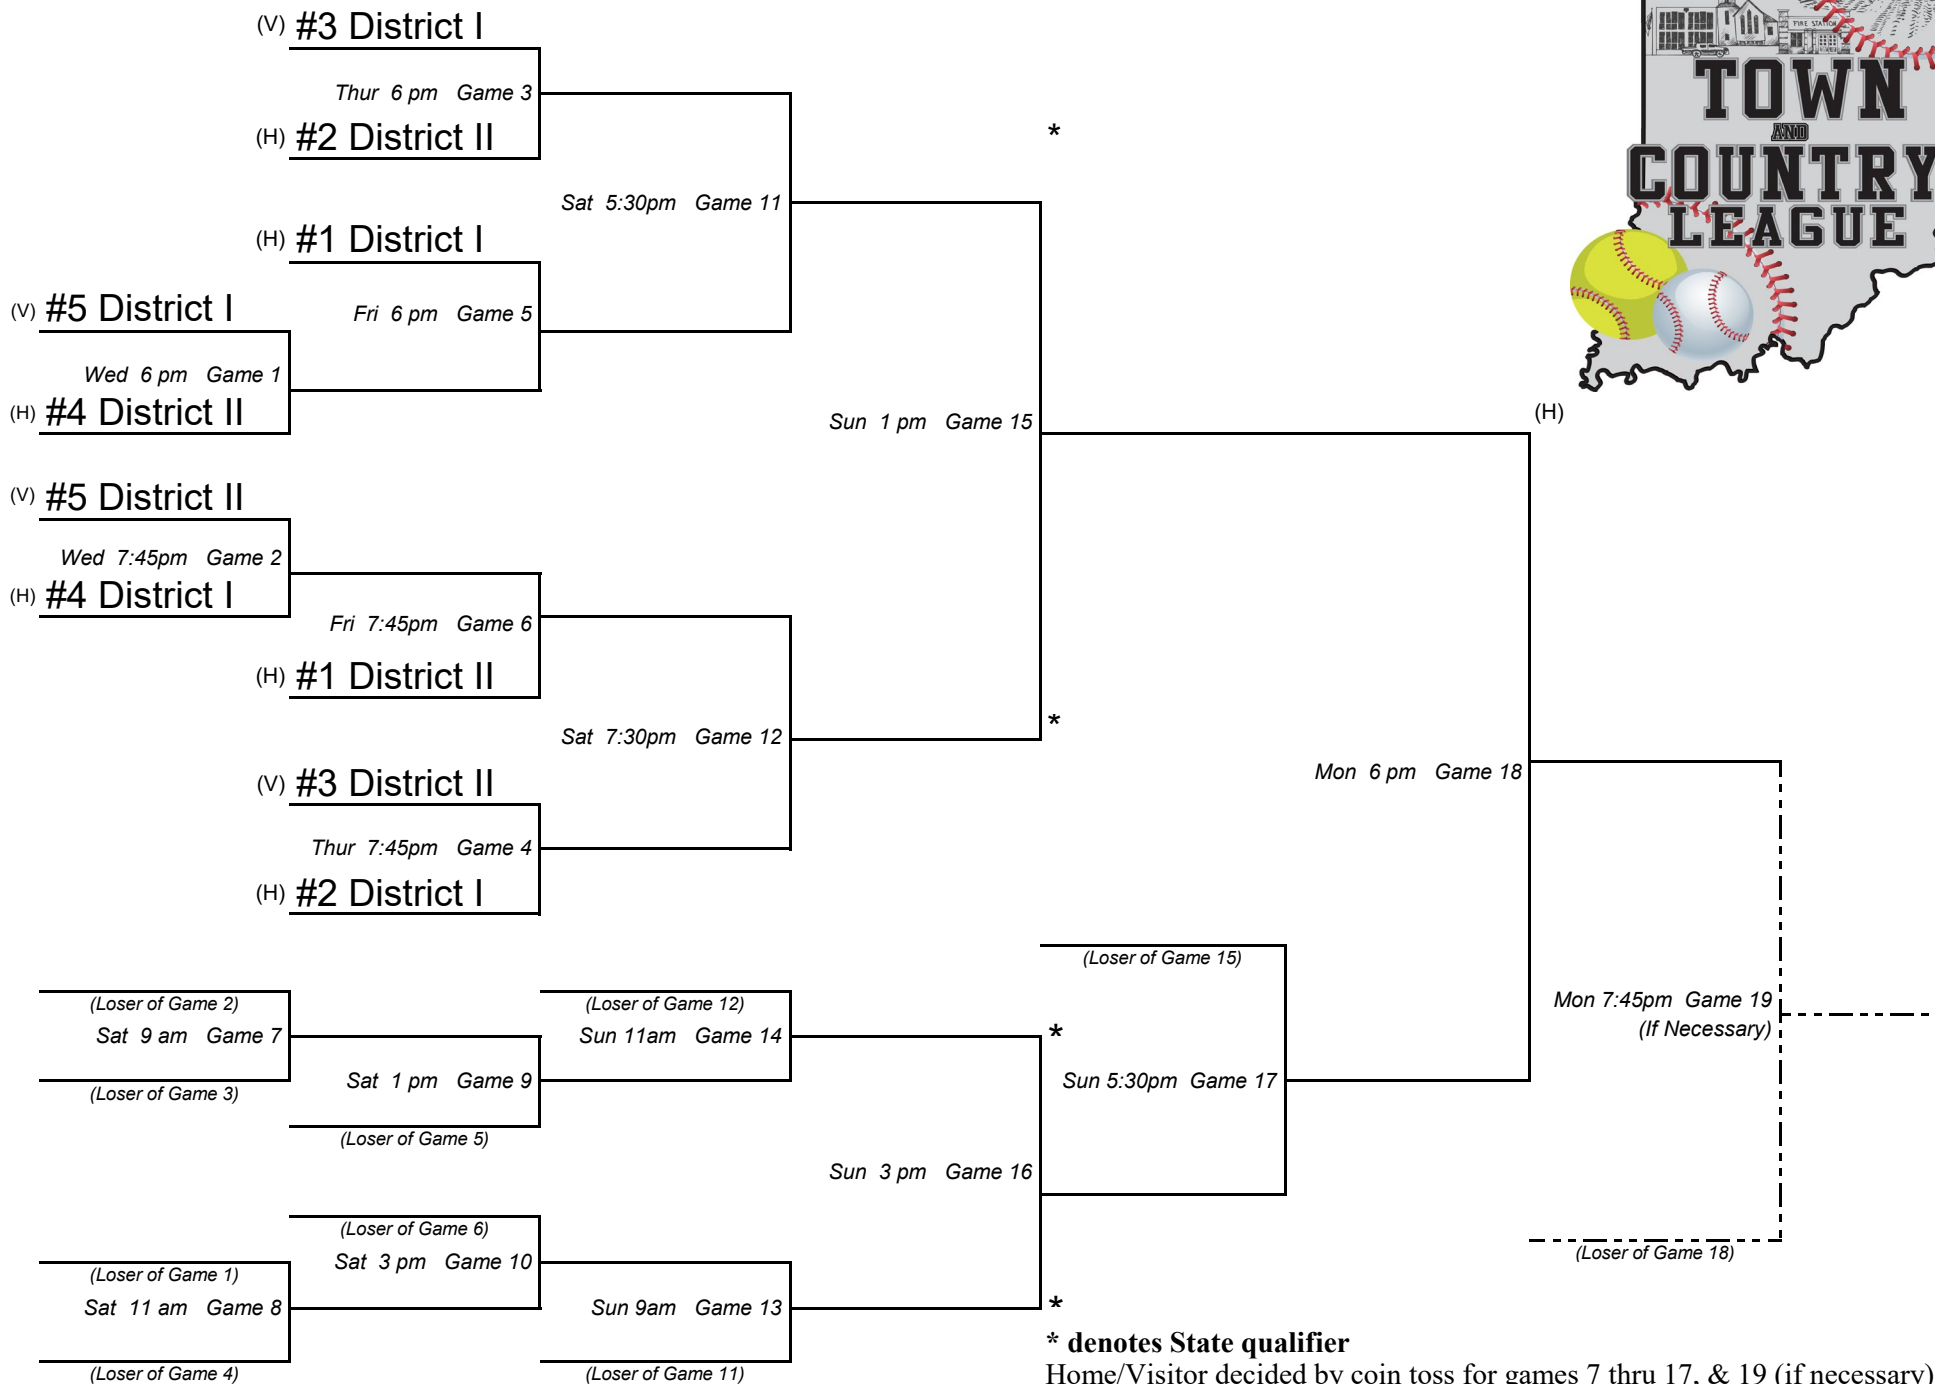 (V) #3 District I
Thur 6 pm Game 3
(H) #2 District II
Sat 5:30pm Game 11
(H) #1 District I
(V) #5 District I
Fri 6 pm Game 5
Wed 6 pm Game 1
(H) #4 District II
Sun 1 pm Game 15
(V) #5 District II
Wed 7:45pm Game 2
(H) #4 District I
Fri 7:45pm Game 6
(H) #1 District II
Sat 7:30pm Game 12
(V) #3 District II
Thur 7:45pm Game 4
(H) #2 District I
*
*
FIRE STATION
TOWN
AND
COUNTRY
LEAGUE
(H)
Mon 6 pm Game 18
(Loser of Game 15)
(Loser of Game 2)
Sat 9 am Game 7
(Loser of Game 3)
(Loser of Game 12)
Sun 11am Game 14
*
Sat 1 pm Game 9
(Loser of Game 5)
Sun 5:30pm Game 17
Mon 7:45pm Game 19
(If Necessary)
Sun 3 pm Game 16
(Loser of Game 6)
Sat 3 pm Game 10
(Loser of Game 1)
Sat 11 am Game 8
(Loser of Game 4)
Sun 9am Game 13
(Loser of Game 11)
*
(Loser of Game 18)
* denotes State qualifier
Home/Visitor decided by coin toss for games 7 thru 17, & 19 (if necessary)